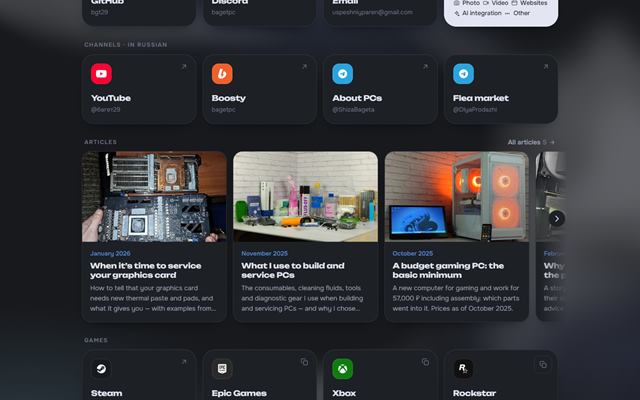 GitHub
bgt29
Discord
bagetpc
Email
uspeshniyparen@gmail.com
Photo Video Websites
AI integration Other
CHANNELS · IN RUSSIAN
YouTube
@6arer29
Boosty
bagetpc
About PCs
@ShizaBageta
Flea market
@DlyaProdazhi
ARTICLES
All articles 5 →
January 2026
When it's time to service
your graphics card
How to tell that your graphics card
needs new thermal paste and pads, and
what it gives you — with examples from...
November 2025
What I use to build and
service PCs
The consumables, cleaning fluids, tools
and diagnostic gear I use when building
and servicing PCs — and why I chose...
October 2025
A budget gaming PC: the
basic minimum
A new computer for gaming and work for
57,000 ₽ including assembly: which parts
went into it. Prices as of October 2025.
Why
GAMES
Steam
Epic Games
Xbox
Rockstar